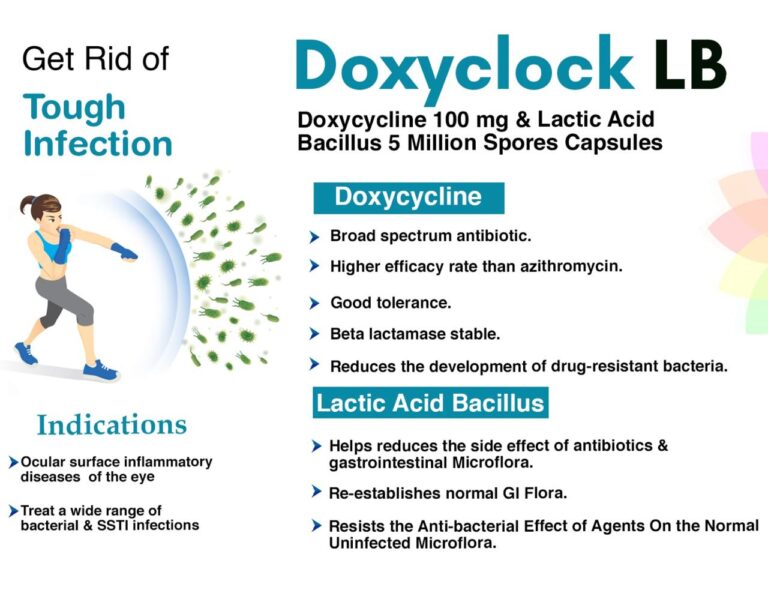 Get Rid of
Tough
Infection
Indications
Ocular surface inflammatory
diseases of the eye
Treat a wide range of
bacterial & SSTI infections
Doxyclock LB
Doxycycline 100 mg & Lactic Acid
Bacillus 5 Million Spores Capsules
Doxycycline
Broad spectrum antibiotic.
Higher efficacy rate than azithromycin.
Good tolerance.
Beta lactamase stable.
Reduces the development of drug-resistant bacteria.
Lactic Acid Bacillus
Helps reduces the side effect of antibiotics &
gastrointestinal Microflora.
Re-establishes normal GI Flora.
Resists the Anti-bacterial Effect of Agents On the Normal
Uninfected Microflora.